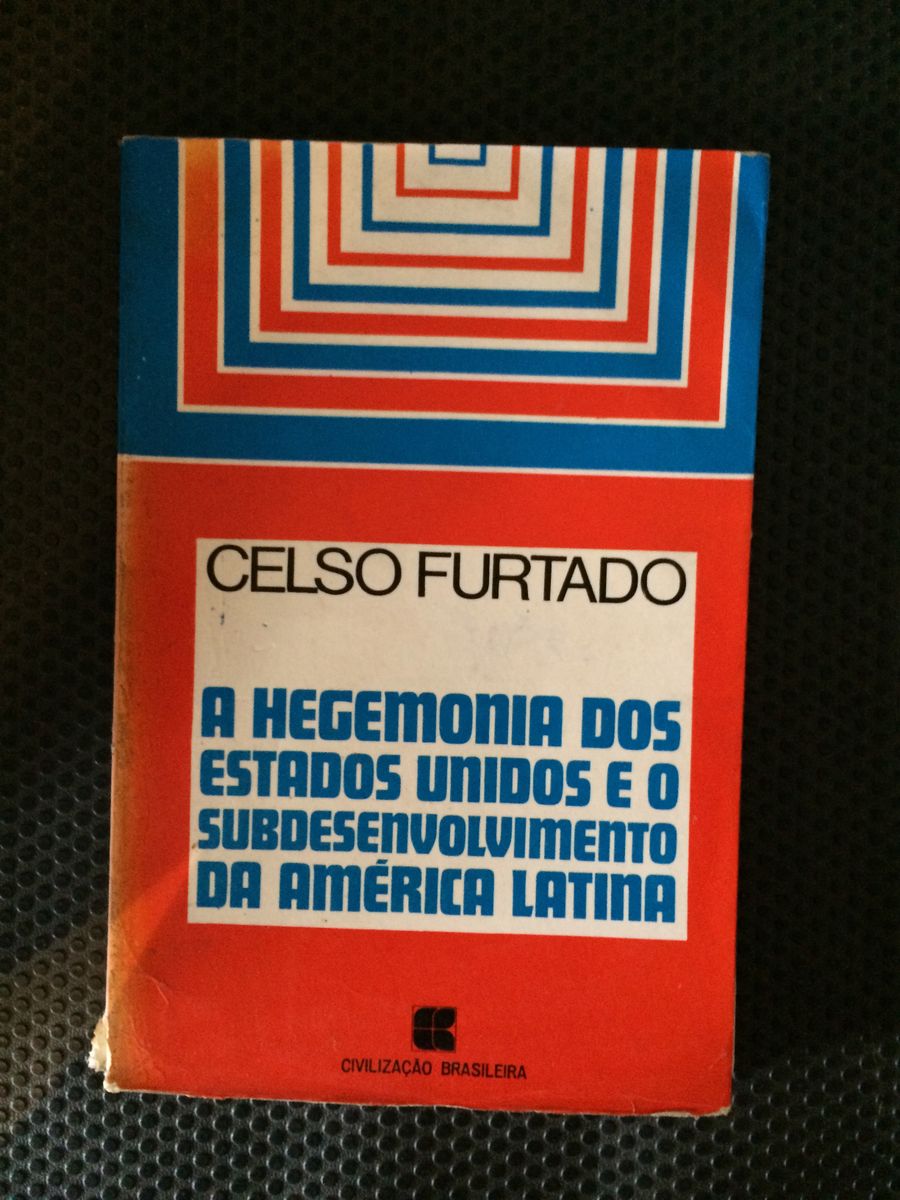 CELSO FURTADO
A HEGEMONIA DOS
ESTADOS UNIDOS E O
SUBDESENVOLVIMENTO
DA AMÉRICA LATINA
CIVILIZAÇÃO BRASILEIRA